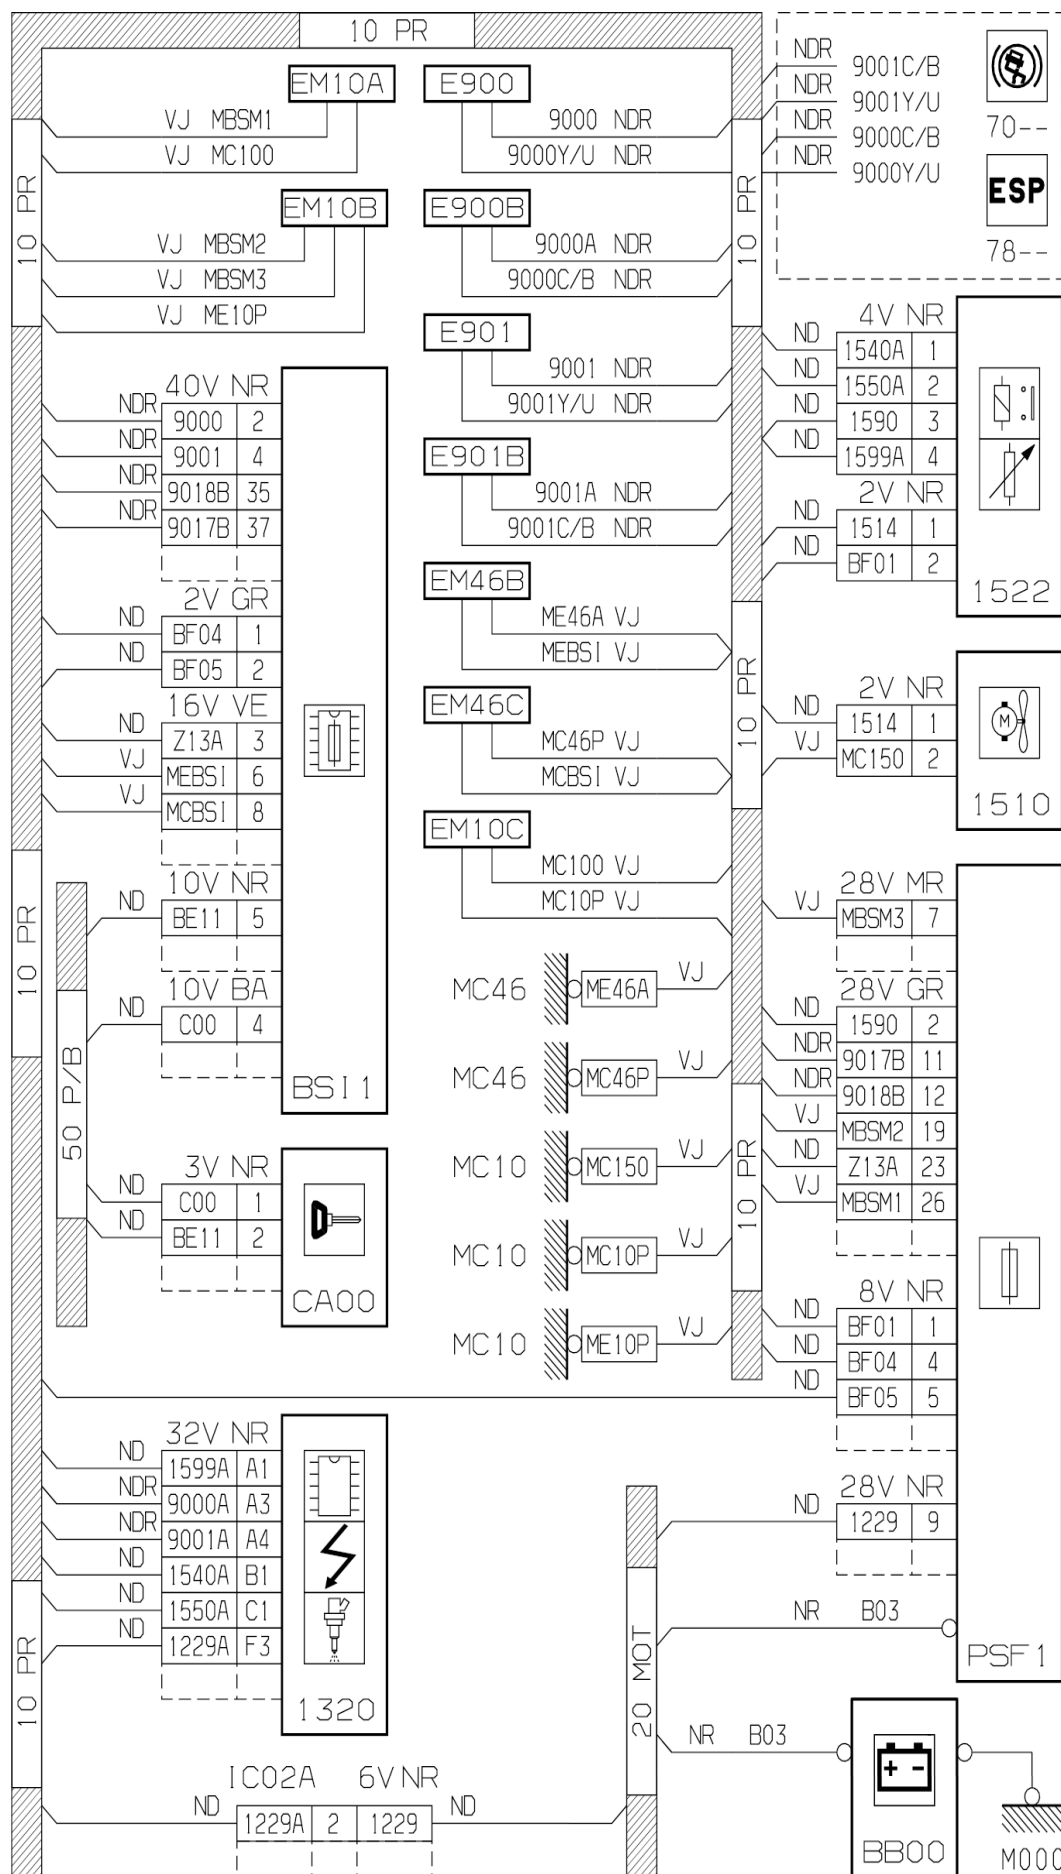 10 PR
EM10A
VJ MBSM1
VJ MC100
EM10B
VJ MBSM2
VJ MBSM3
VJ ME10P
10 PR
E900
9000 NDR
9000Y/U NDR
E900B
9000A NDR
9000C/B NDR
E901
9001 NDR
9001Y/U NDR
E901B
9001A NDR
9001C/B NDR
EM46B
ME46A VJ
MEBSI VJ
EM46C
MC46P VJ
MCBSI VJ
EM10C
MC100 VJ
MC10P VJ
10 PR
NDR 9001C/B
NDR 9001Y/U
NDR 9000C/B
NDR 9000Y/U
70--
ESP
78--
4V NR
ND 1540A 1
ND 1550A 2
ND 1590 3
ND 1599A 4
2V NR
ND 1514 1
ND BF01 2
1522
10 PR
2V NR
ND 1514 1
VJ MC150 2
M
1510
40V NR
NDR 9000 2
NDR 9001 4
NDR 9018B 35
NDR 9017B 37
2V GR
ND BF04 1
ND BF05 2
16V VE
ND Z13A 3
VJ MEBSI 6
VJ MCBSI 8
10V NR
ND BE11 5
10V BA
ND C00 4
BSI1
10 PR
50 P/B
3V NR
ND C00 1
ND BE11 2
CA00
MC46 ME46A VJ
MC46 MC46P VJ
MC10 MC150 VJ
MC10 MC10P VJ
MC10 ME10P VJ
10 PR
28V MR
VJ MBSM3 7
28V GR
ND 1590 2
NDR 9017B 11
NDR 9018B 12
VJ MBSM2 19
ND Z13A 23
VJ MBSM1 26
8V NR
ND BF01 1
ND BF04 4
ND BF05 5
28V NR
ND 1229 9
NR B03
PSF1
32V NR
ND 1599A A1
NDR 9000A A3
NDR 9001A A4
ND 1540A B1
ND 1550A C1
ND 1229A F3
1320
10 PR
20 MOT
NR B03
+ -
BB00
M000
IC02A 6V NR
ND 1229A 2 1229 ND